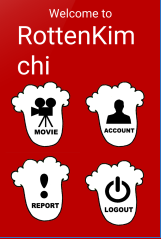 Welcome to
RottenKim
chi
MOVIE
ACCOUNT
REPORT
LOGOUT